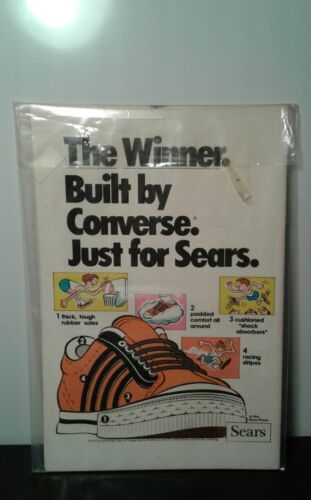 The Winner.
Built by
Converse.®
Just for Sears.
1 thick, tough
rubber soles
2
padded
comfort all
around
3 cushioned
"shock
absorbers"
4
racing
stripes
1
Sears